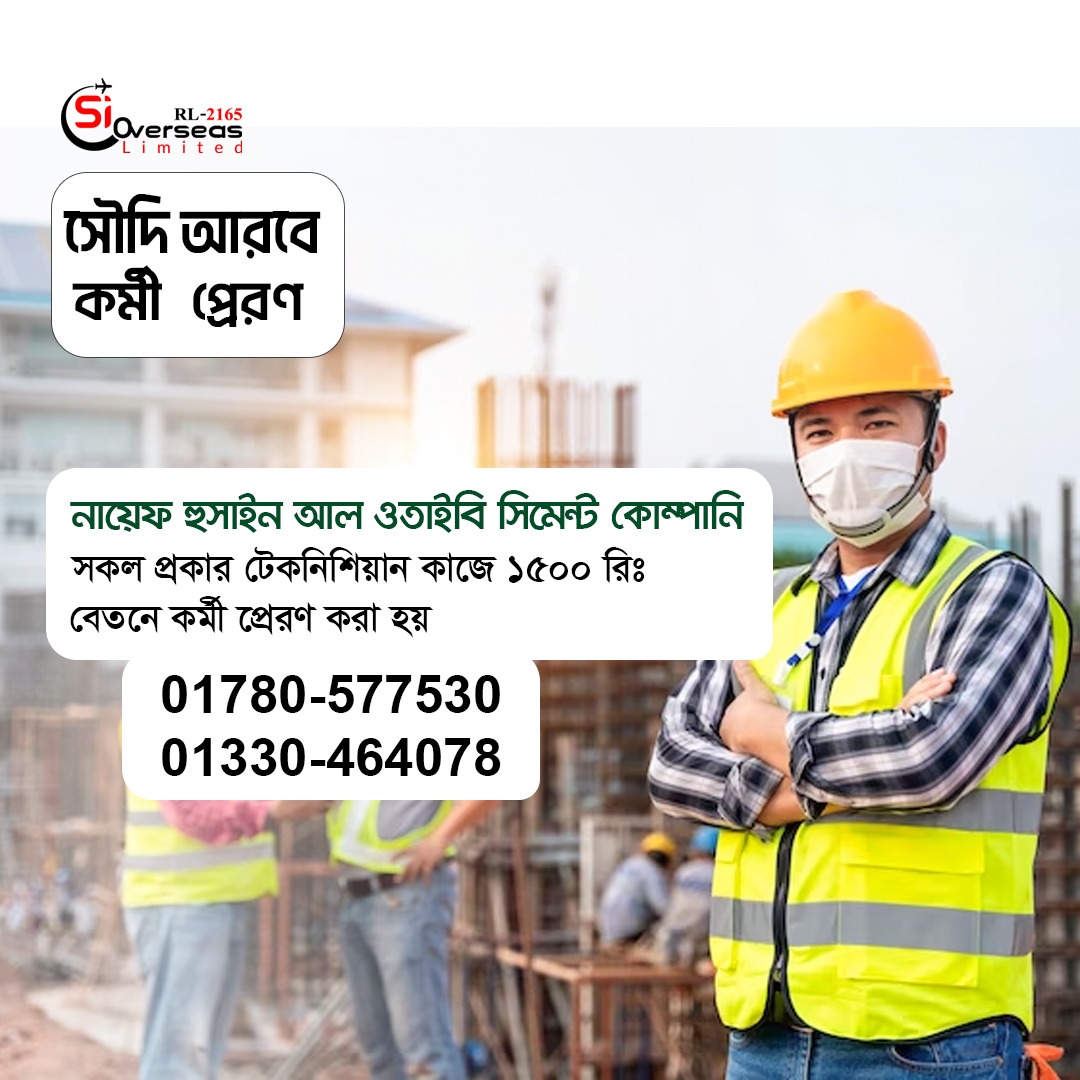 Si
RL-2165
Overseas
Limited
সৌদি আরবে
কর্মী প্রেরণ
নায়েফ হুসাইন আল ওতাইবি সিমেন্ট কোম্পানি
সকল প্রকার টেকনিশিয়ান কাজে ১৫০০ রিঃ
বেতনে কর্মী প্রেরণ করা হয়
01780-577530
01330-464078